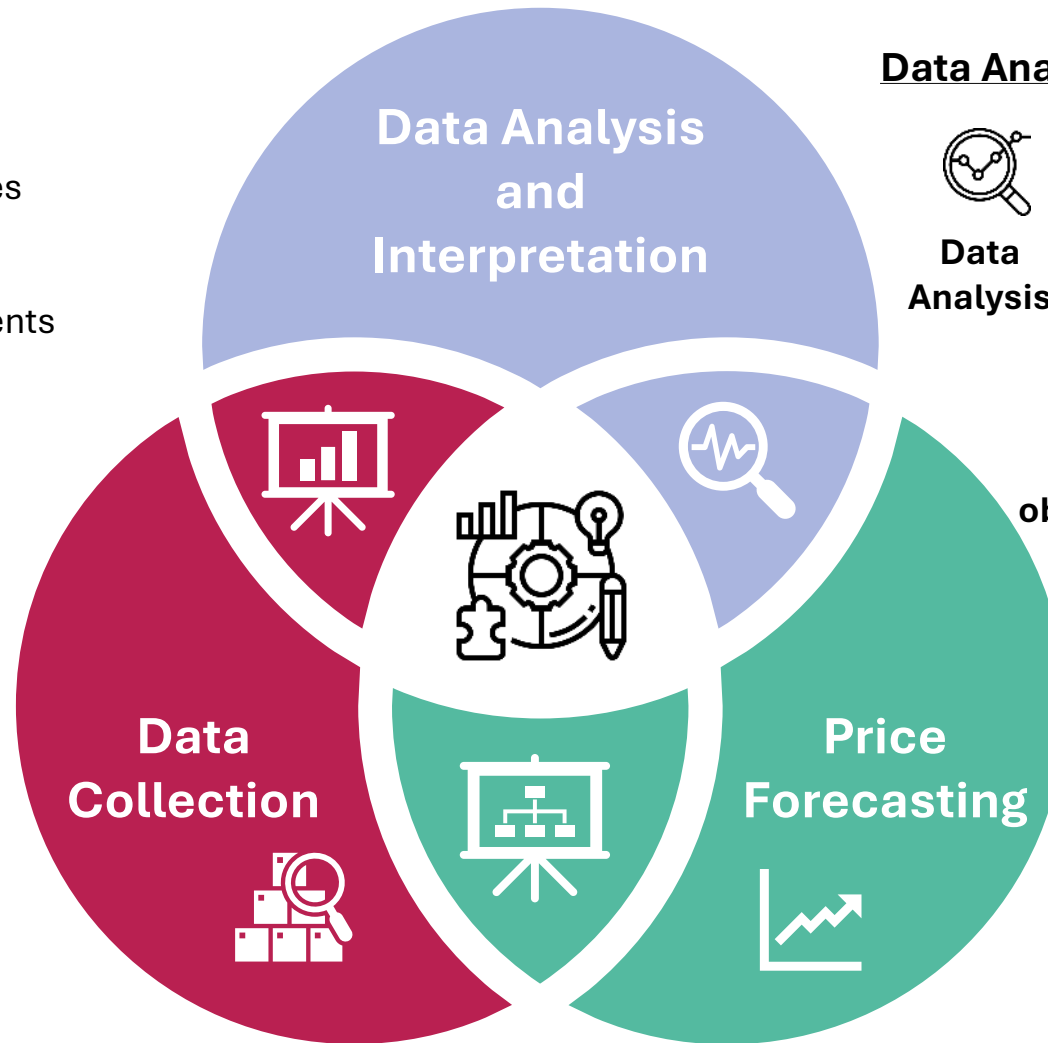 Data Ana
Data Analysis
and
Interpretation
es
Data
Analysis
ents
ob
Data
Collection
Price
Forecasting